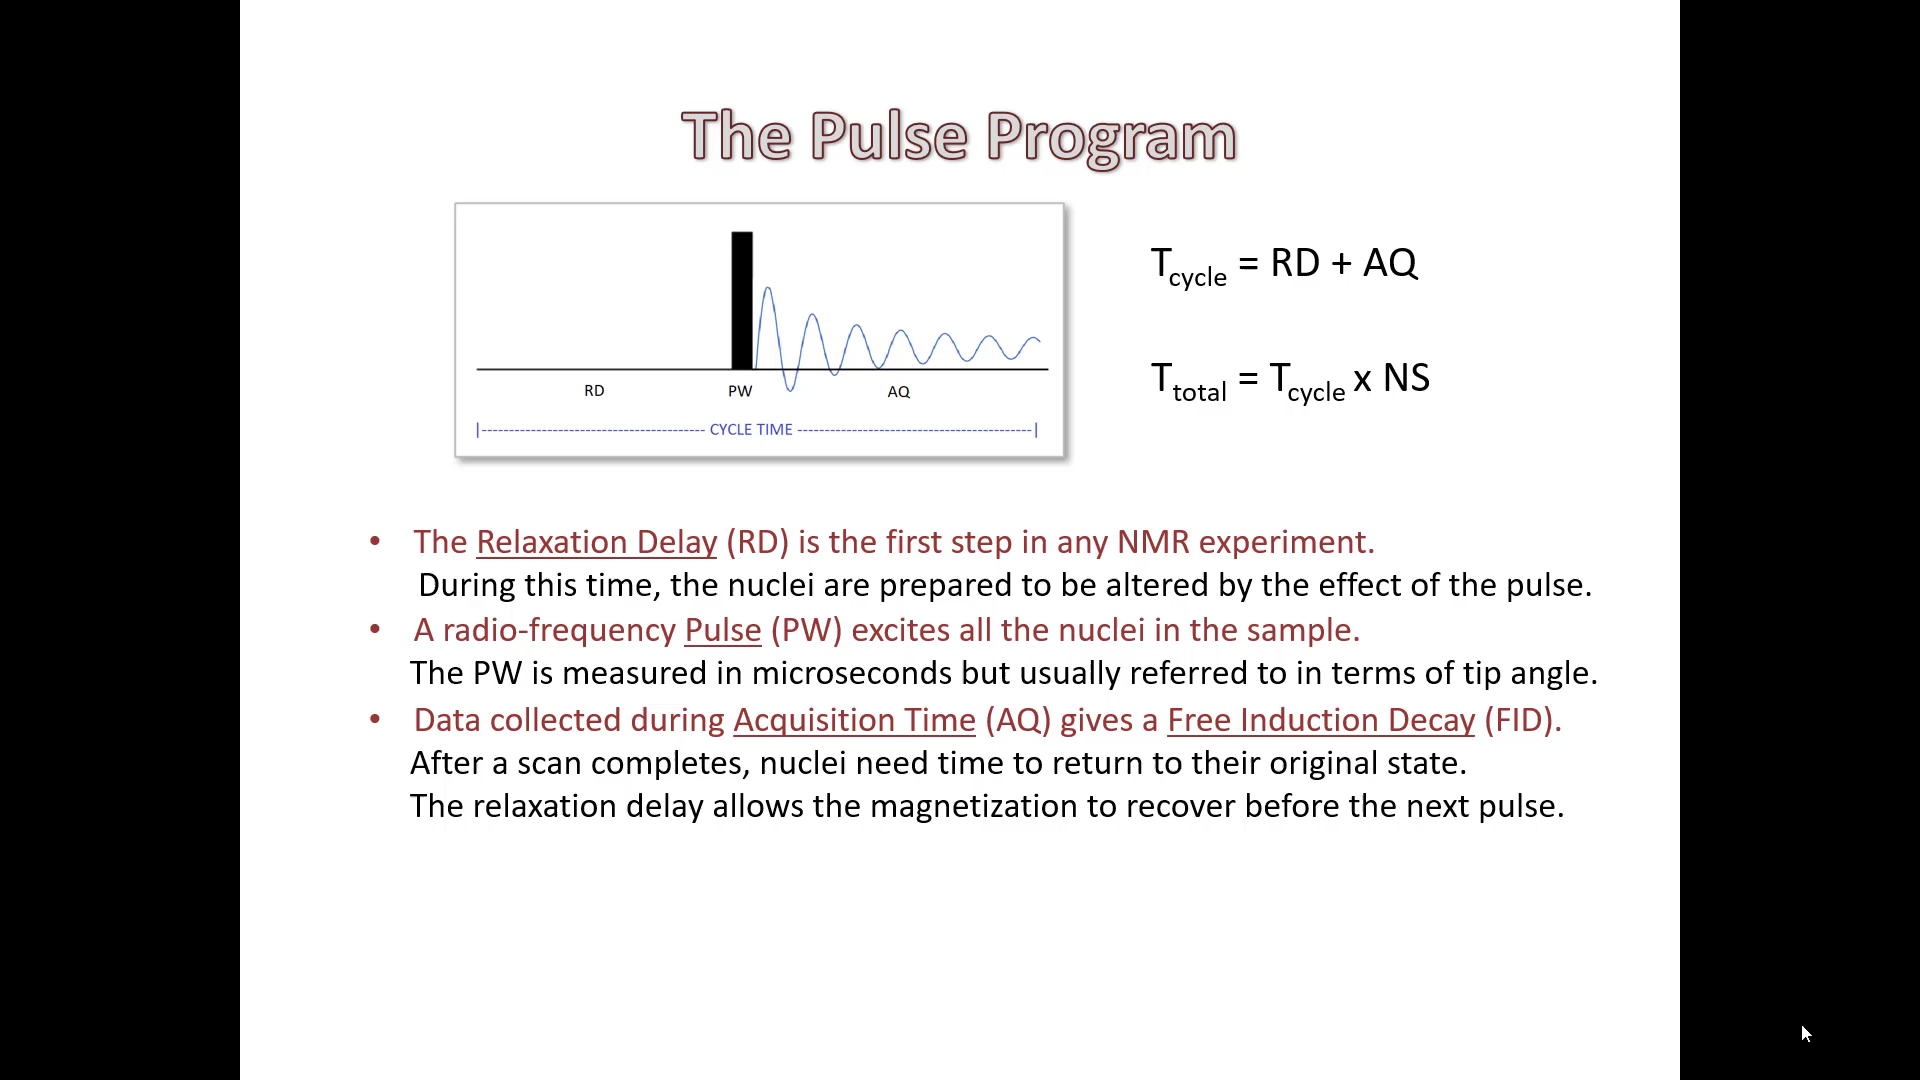 The Pulse Program
RD
PW
AQ
|---------------------------------------- CYCLE TIME ------------------------------------------|
T_cycle = RD + AQ
T_total = T_cycle x NS
• The Relaxation Delay (RD) is the first step in any NMR experiment.
During this time, the nuclei are prepared to be altered by the effect of the pulse.
• A radio-frequency Pulse (PW) excites all the nuclei in the sample.
The PW is measured in microseconds but usually referred to in terms of tip angle.
• Data collected during Acquisition Time (AQ) gives a Free Induction Decay (FID).
After a scan completes, nuclei need time to return to their original state.
The relaxation delay allows the magnetization to recover before the next pulse.